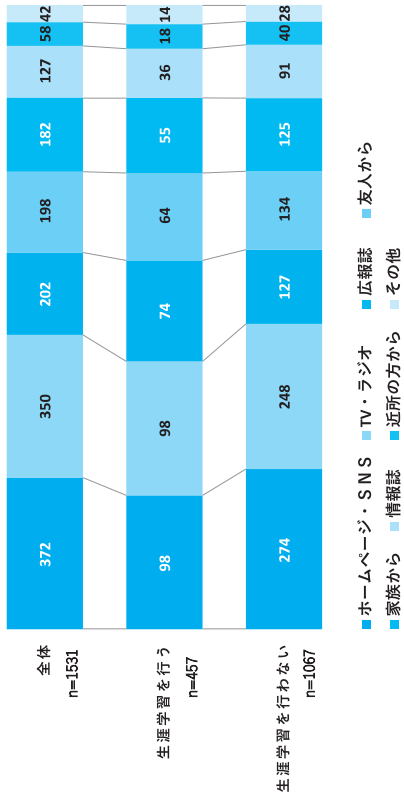 全体
n=1531
372 350 202 198 182 127 58 42
生涯学習を行う
n=457
98 98 74 64 55 36 18 14
生涯学習を行わない
n=1067
274 248 127 134 125 91 40 28
ホームページ・SNS TV・ラジオ 広報誌 友人から
家族から 情報誌 近所の方から その他